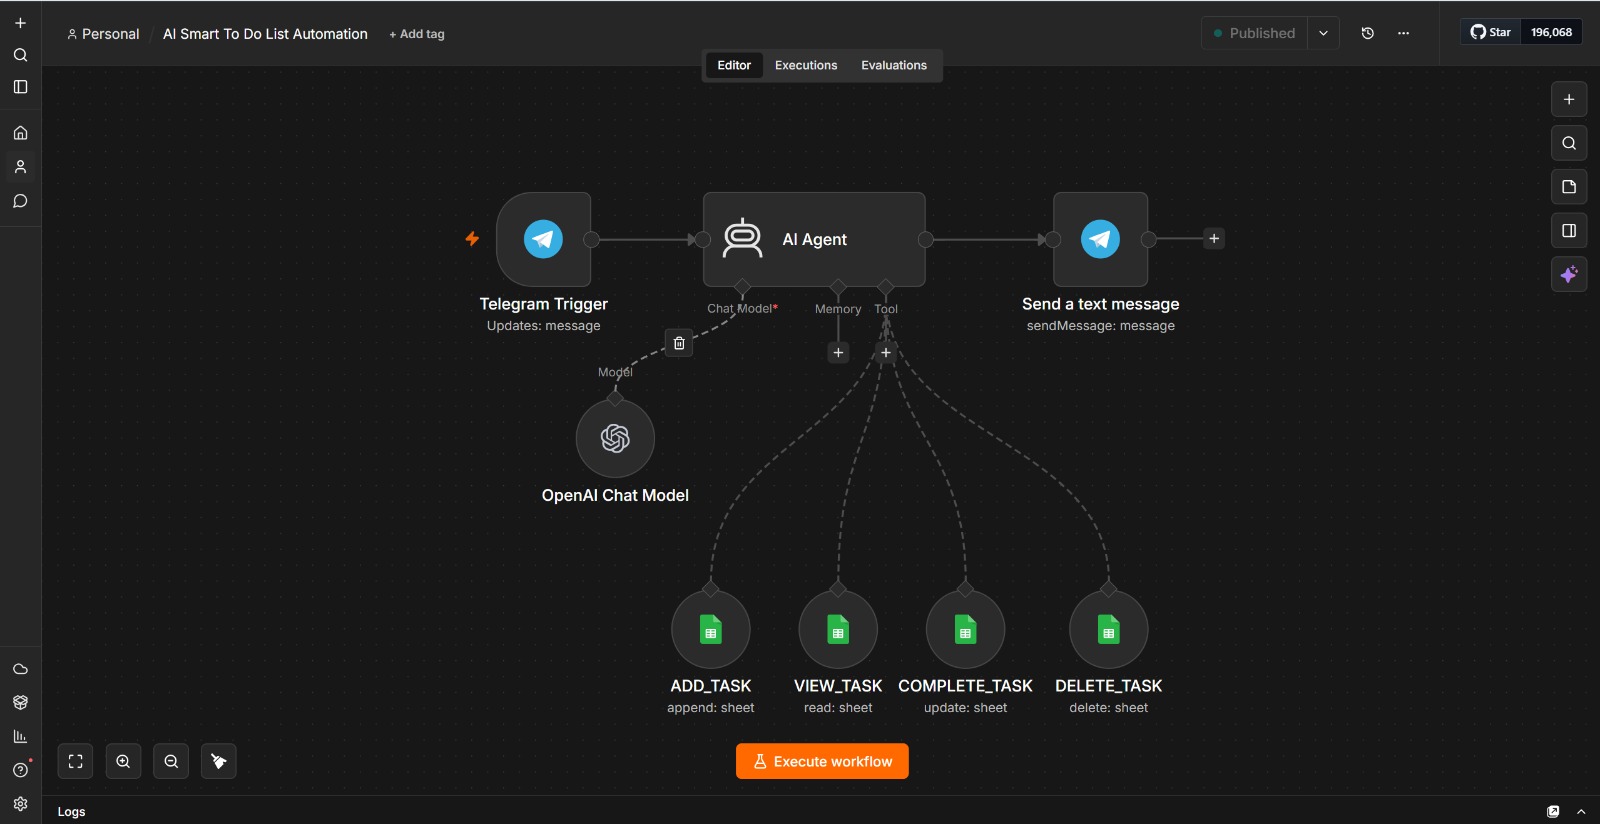 Personal / AI Smart To Do List Automation + Add tag
Published
Star 196,068
Editor Executions Evaluations
AI Agent
Telegram Trigger
Updates: message
Chat Model*
Memory
Tool
Send a text message
sendMessage: message
Model
OpenAI Chat Model
ADD_TASK
append: sheet
VIEW_TASK
read: sheet
COMPLETE_TASK
update: sheet
DELETE_TASK
delete: sheet
Execute workflow
Logs